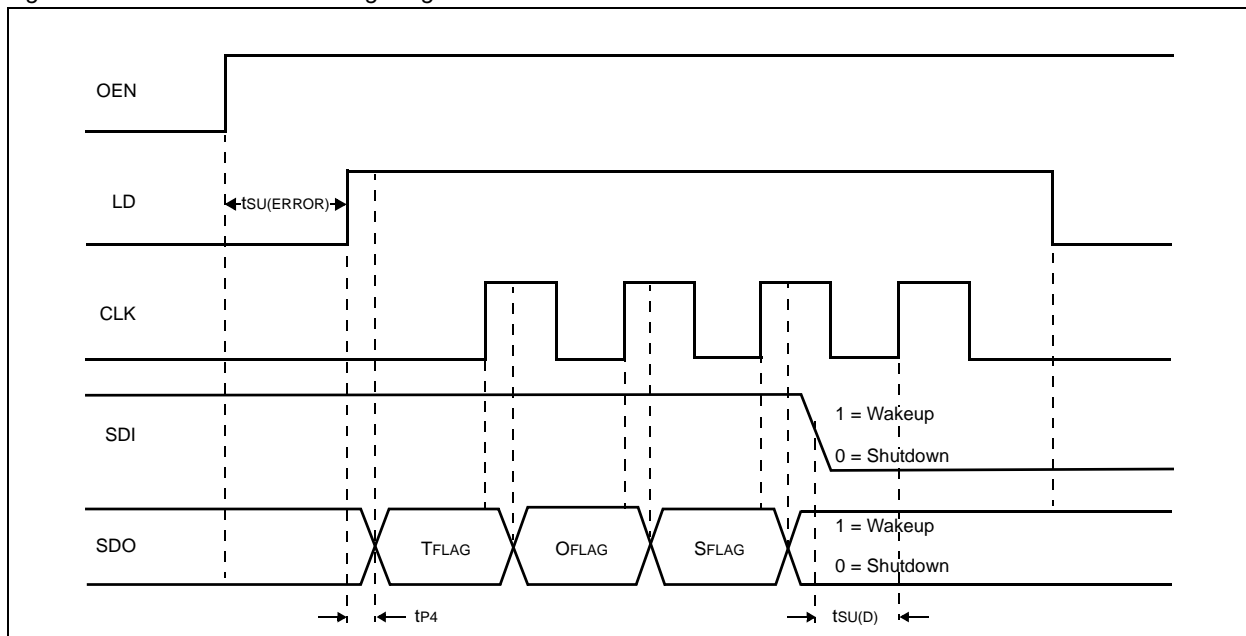 OEN
tSU(ERROR)
LD
CLK
SDI
1 = Wakeup
0 = Shutdown
SDO
TFLAG
OFLAG
SFLAG
1 = Wakeup
0 = Shutdown
tP4
tSU(D)